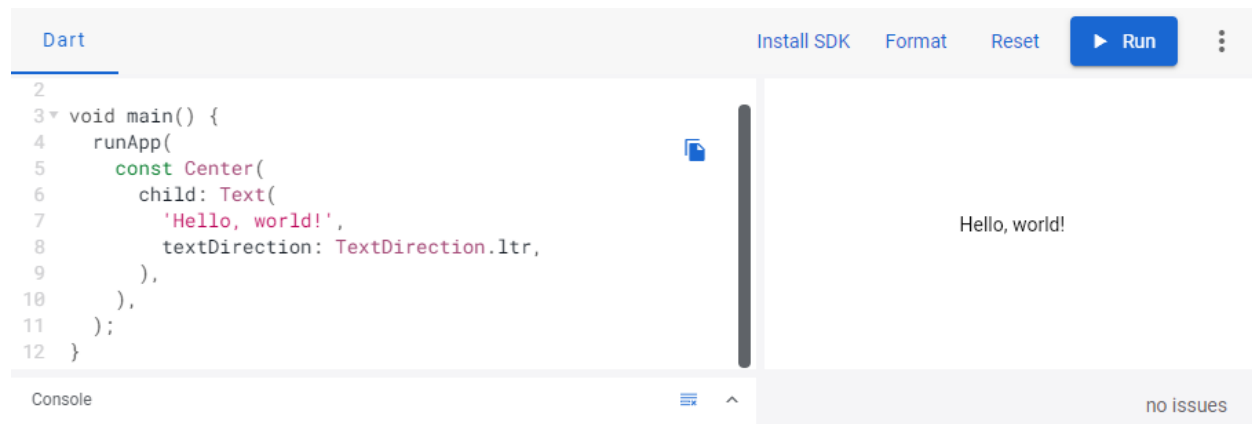 Dart
Install SDK Format Reset Run
2
3 void main() {
4 runApp(
5 const Center(
6 child: Text(
7 'Hello, world!',
8 textDirection: TextDirection.ltr,
9 ),
10 ),
11 );
12 }
Hello, world!
Console
no issues